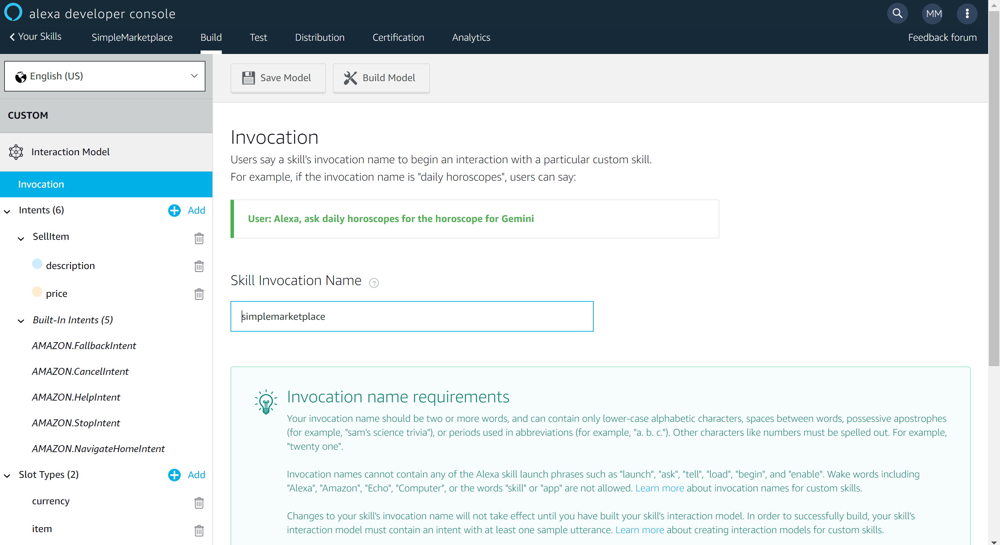 alexa developer console
MM
Your Skills
SimpleMarketplace
Build
Test
Distribution
Certification
Analytics
Feedback forum
English (US)
Save Model
Build Model
CUSTOM
Interaction Model
Invocation
Intents (6)
Add
SellItem
description
price
Built-In Intents (5)
AMAZON.FallbackIntent
AMAZON.CancelIntent
AMAZON.HelpIntent
AMAZON.StopIntent
AMAZON.NavigateHomeIntent
Slot Types (2)
Add
currency
item
Invocation
Users say a skill's invocation name to begin an interaction with a particular custom skill.
For example, if the invocation name is "daily horoscopes", users can say:
User: Alexa, ask daily horoscopes for the horoscope for Gemini
Skill Invocation Name ?
simplemarketplace
Invocation name requirements
Your invocation name should be two or more words, and can contain only lower-case alphabetic characters, spaces between words, possessive apostrophes
(for example, "sam's science trivia"), or periods used in abbreviations (for example, "a. b. c."). Other characters like numbers must be spelled out. For example,
"twenty one".
Invocation names cannot contain any of the Alexa skill launch phrases such as "launch", "ask", "tell", "load", "begin", and "enable". Wake words including
"Alexa", "Amazon", "Echo", "Computer", or the words "skill" or "app" are not allowed. Learn more about invocation names for custom skills.
Changes to your skill's invocation name will not take effect until you have built your skill's interaction model. In order to successfully build, your skill's
interaction model must contain an intent with at least one sample utterance. Learn more about creating interaction models for custom skills.